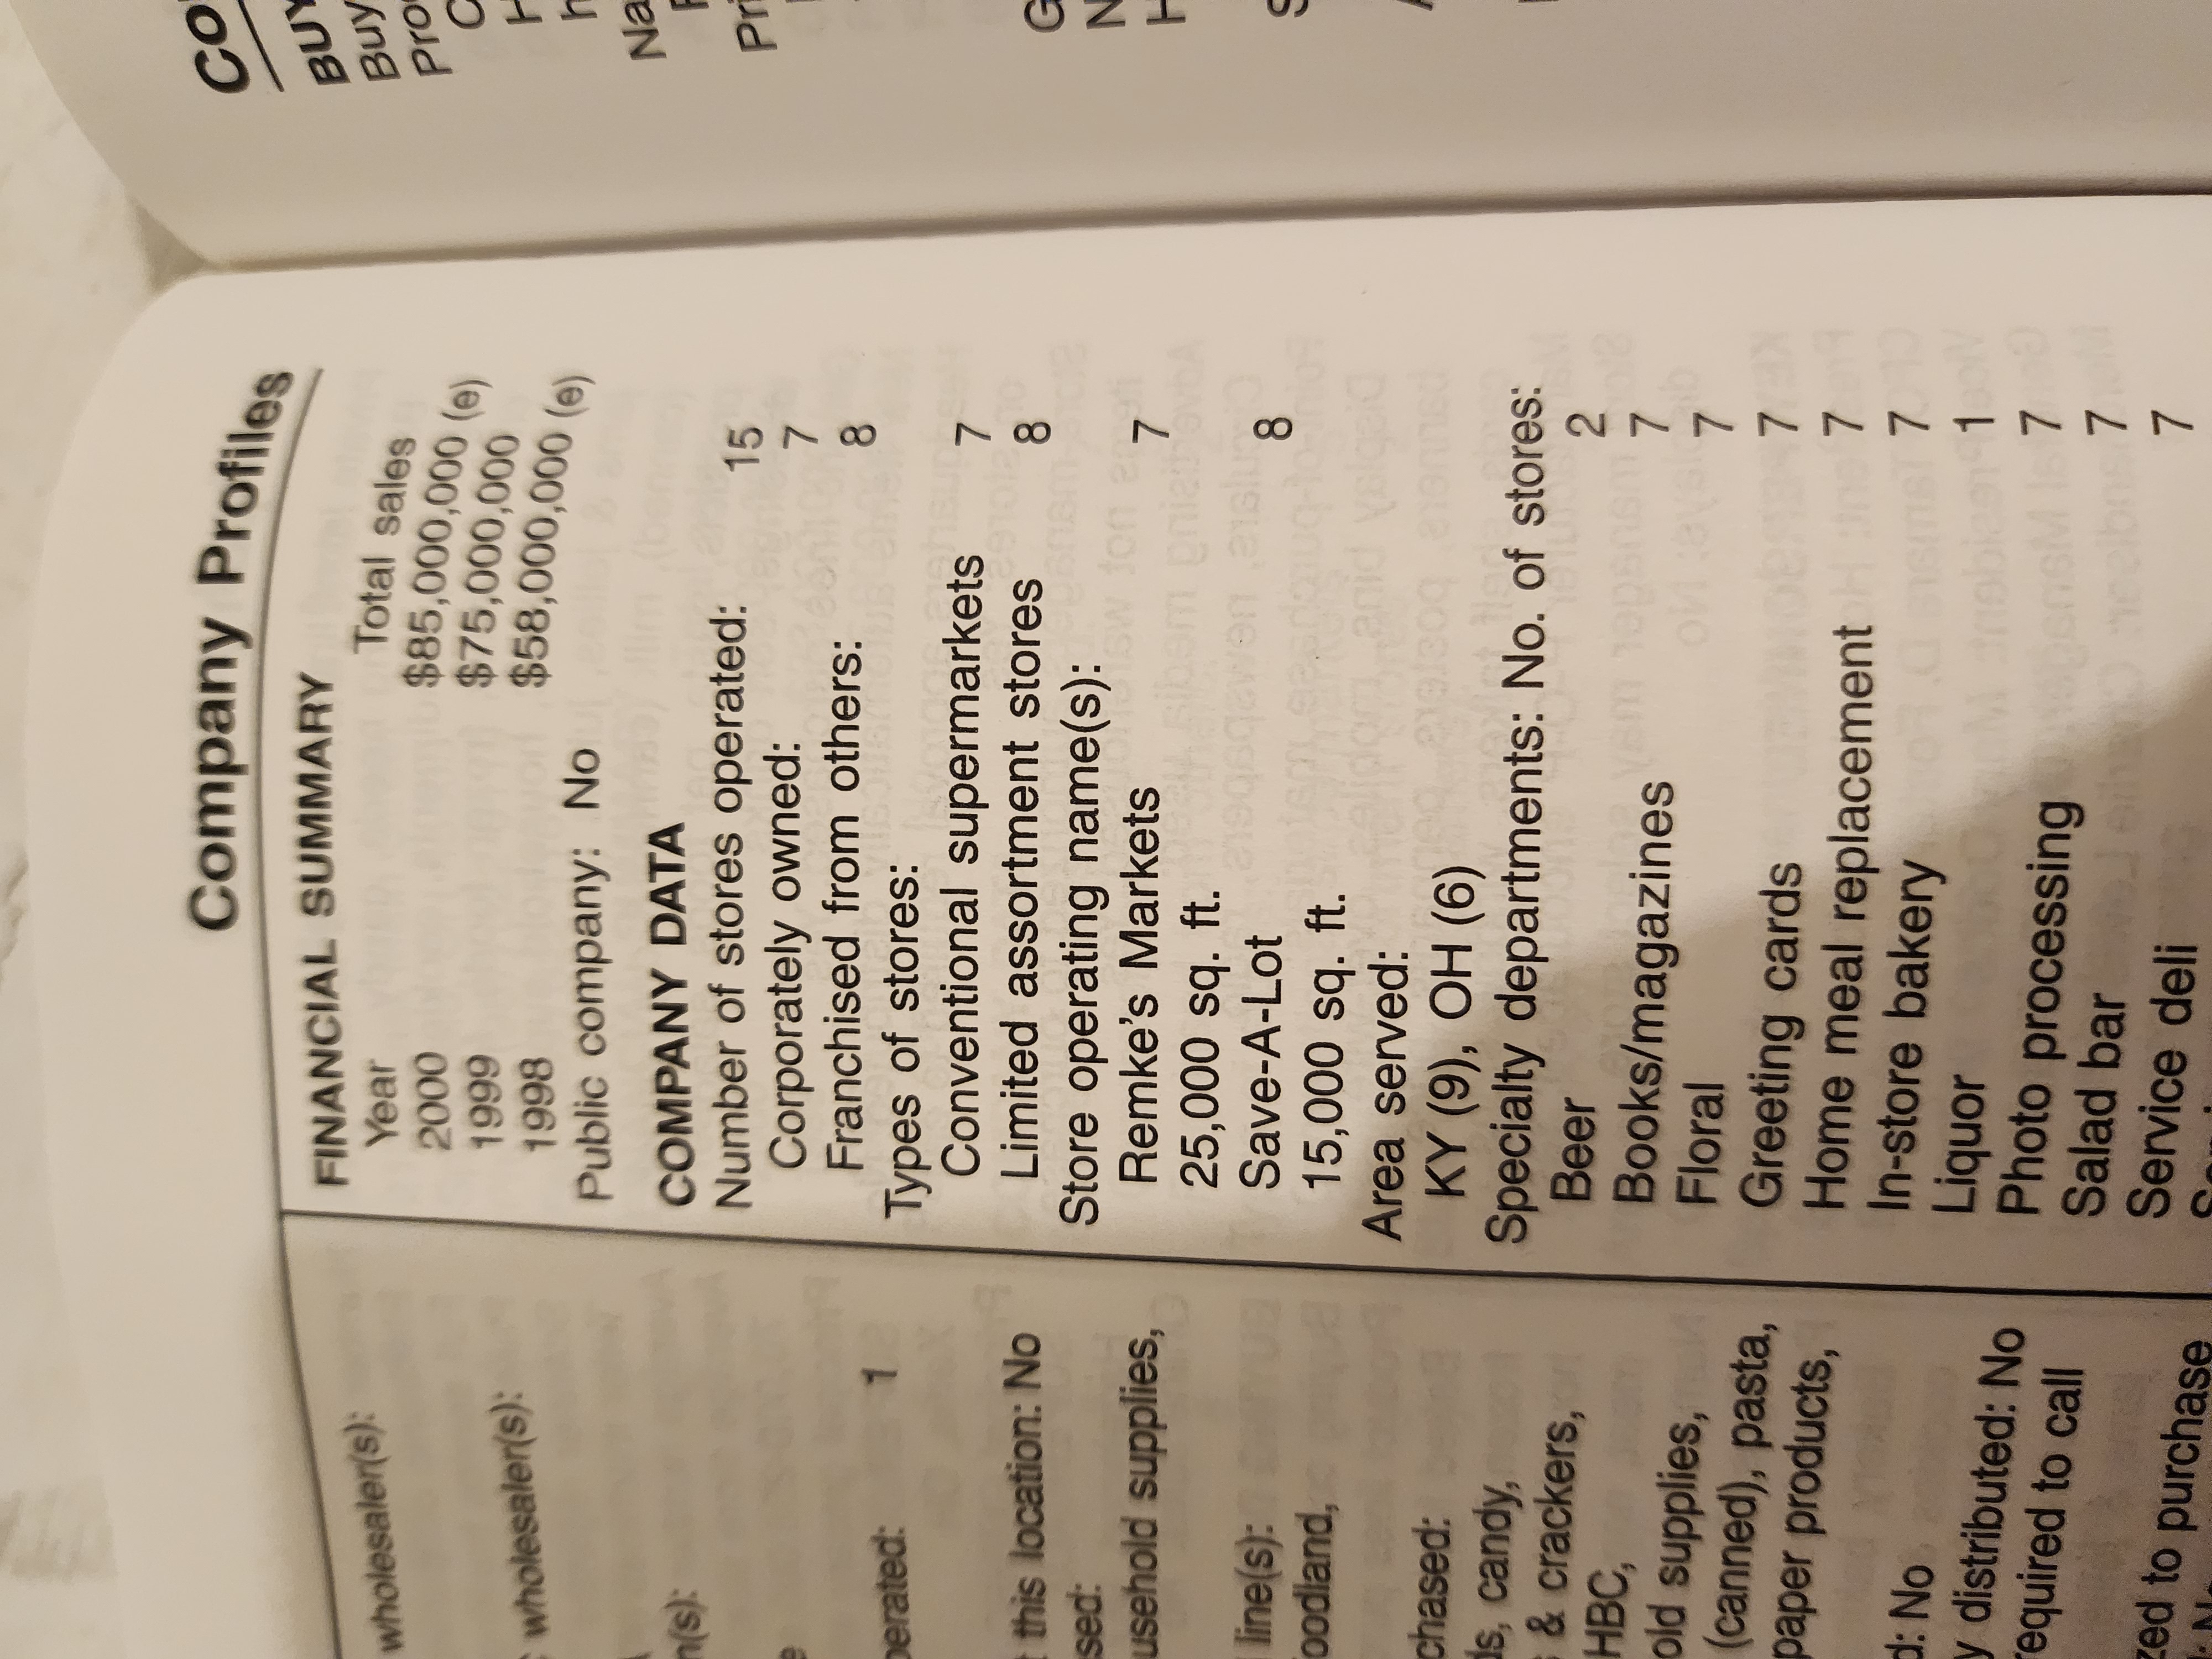 Company Profiles
wholesaler(s):
wholesaler(s):
(s):
erated: 1
this location: No
sed:
usehold supplies,
line(s):
oodland,
chased:
ds, candy,
& crackers,
HBC,
old supplies,
(canned), pasta,
paper products,
d: No
y distributed: No
required to call
zed to purchase
FINANCIAL SUMMARY
Year Total sales
2000 $85,000,000 (e)
1999 $75,000,000
1998 $58,000,000 (e)
Public company: No
COMPANY DATA
Number of stores operated: 15
Corporately owned: 7
Franchised from others: 8
Types of stores:
Conventional supermarkets 7
Limited assortment stores 8
Store operating name(s):
Remke's Markets 7
25,000 sq. ft.
Save-A-Lot 8
15,000 sq. ft.
Area served:
KY (9), OH (6)
Specialty departments: No. of stores:
Beer 2
Books/magazines 7
Floral 7
Greeting cards 7
Home meal replacement 7
In-store bakery 7
Liquor 1
Photo processing 7
Salad bar 7
Service deli 7
CO
BUY
Buy
Pro
Na
Pri